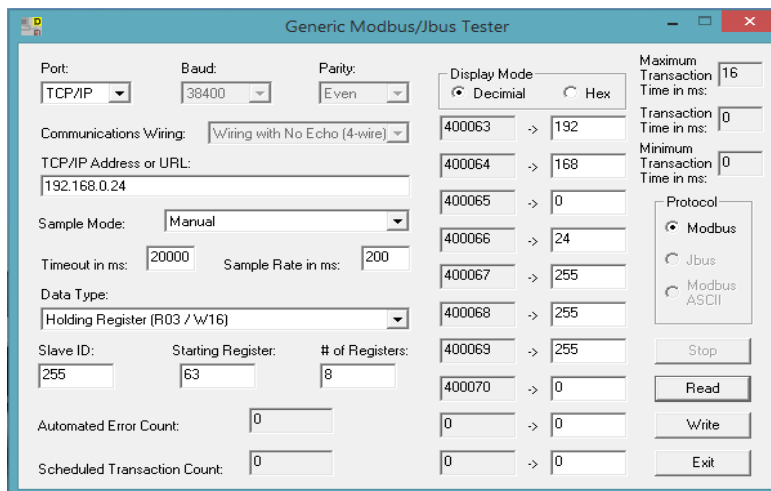 Generic Modbus/Jbus Tester
Port: Baud: Parity:
TCP/IP 38400 Even
Communications Wiring: Wiring with No Echo (4-wire)
TCP/IP Address or URL:
192.168.0.24
Sample Mode: Manual
Timeout in ms: 20000 Sample Rate in ms: 200
Data Type:
Holding Register (R03 / W16)
Slave ID: Starting Register: # of Registers:
255 63 8
Automated Error Count: 0
Scheduled Transaction Count: 0
Display Mode
Decimial Hex
400063 -> 192
400064 -> 168
400065 -> 0
400066 -> 24
400067 -> 255
400068 -> 255
400069 -> 255
400070 -> 0
0 -> 0
0 -> 0
Maximum
Transaction 16
Time in ms:
Transaction 0
Time in ms:
Minimum
Transaction 0
Time in ms:
Protocol
Modbus
Jbus
Modbus
ASCII
Stop
Read
Write
Exit